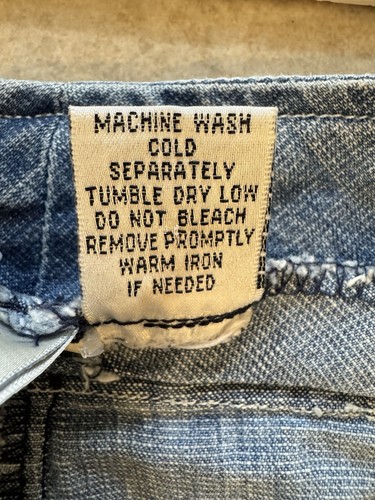 MACHINE WASH
COLD
SEPARATELY
TUMBLE DRY LOW
DO NOT BLEACH
REMOVE PROMPTLY
WARM IRON
IF NEEDED